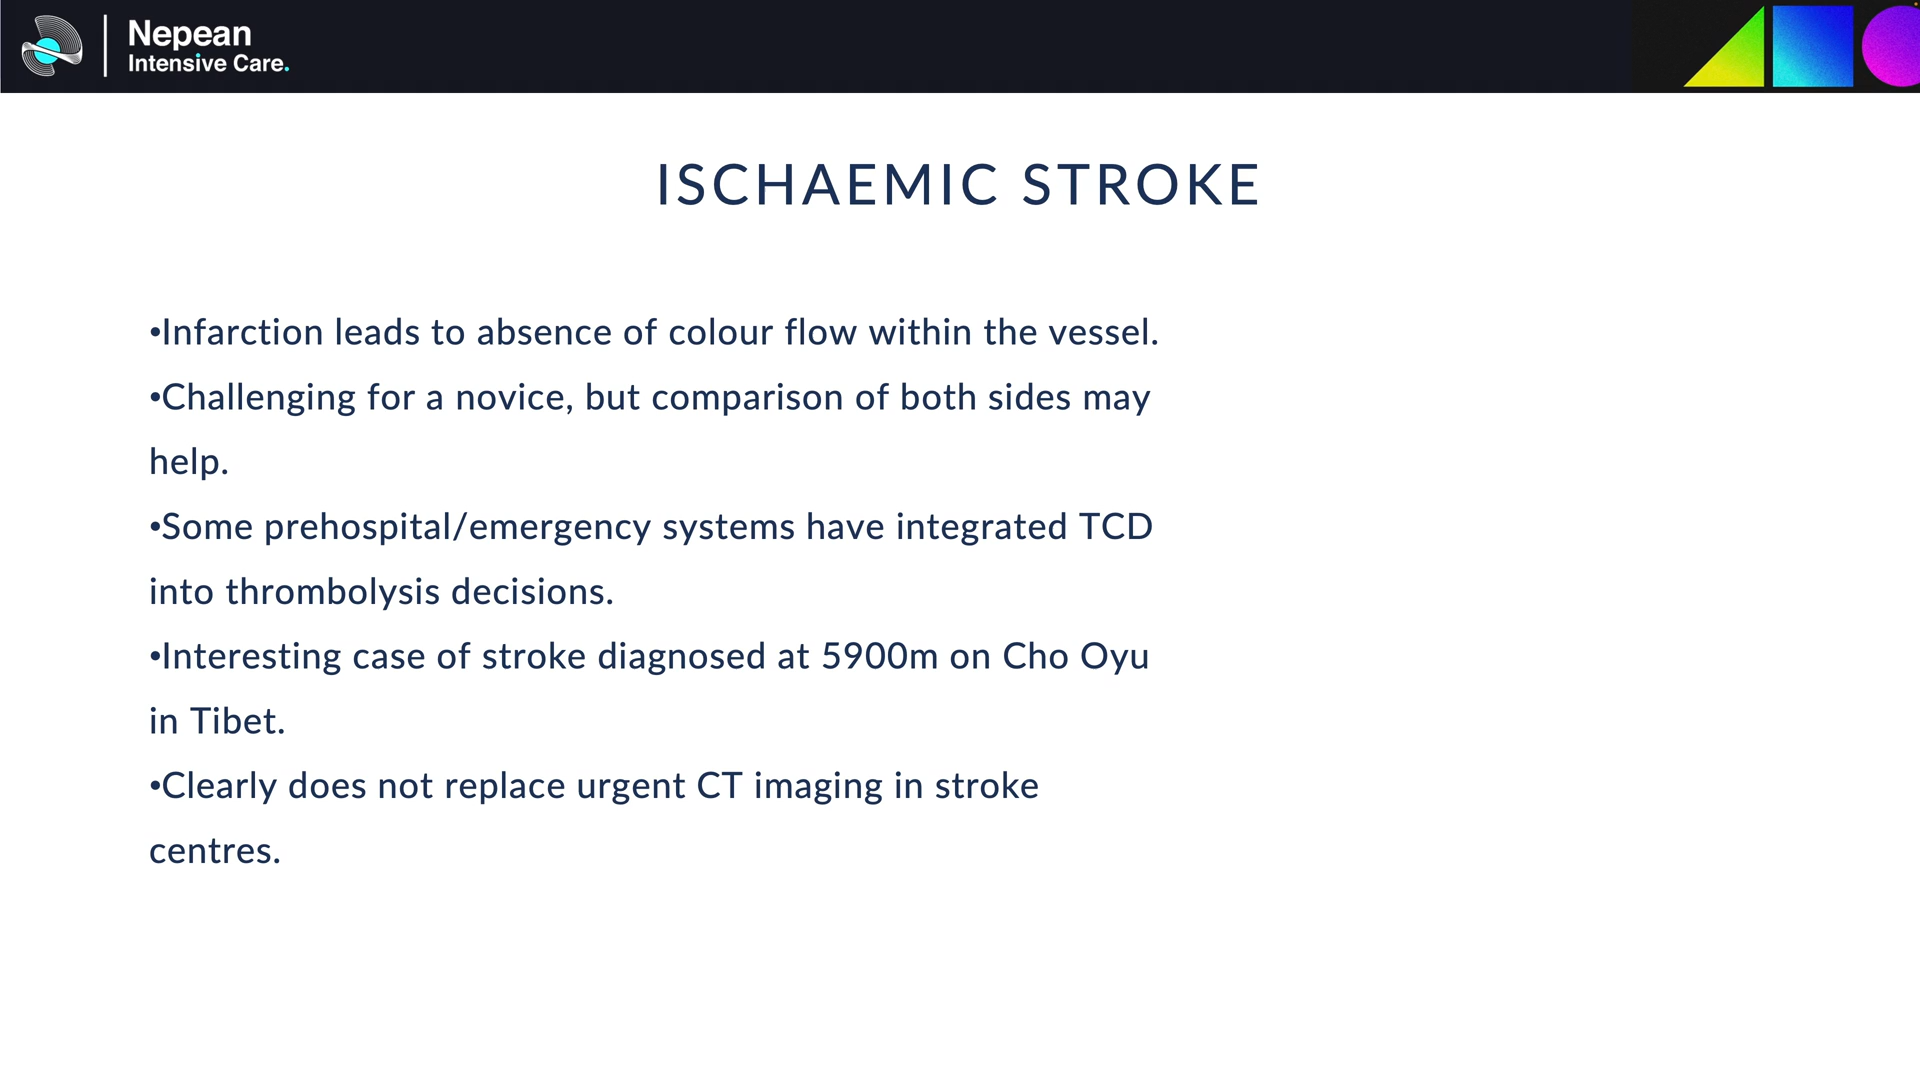 Nepean
Intensive Care.
ISCHAEMIC STROKE
•Infarction leads to absence of colour flow within the vessel.
•Challenging for a novice, but comparison of both sides may
help.
•Some prehospital/emergency systems have integrated TCD
into thrombolysis decisions.
•Interesting case of stroke diagnosed at 5900m on Cho Oyu
in Tibet.
•Clearly does not replace urgent CT imaging in stroke
centres.